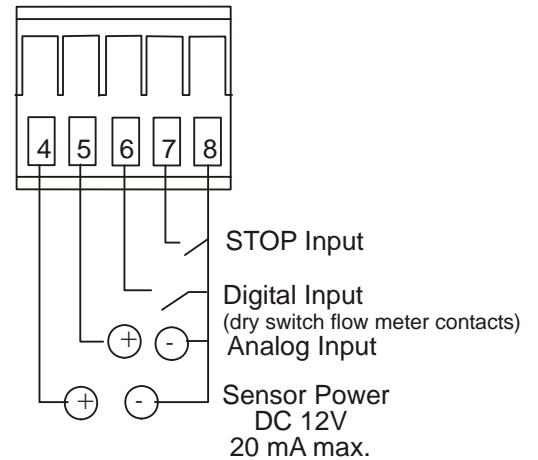 4 5 6 7 8
STOP Input
Digital Input
(dry switch flow meter contacts)
+ - Analog Input
+ - Sensor Power
DC 12V
20 mA max.